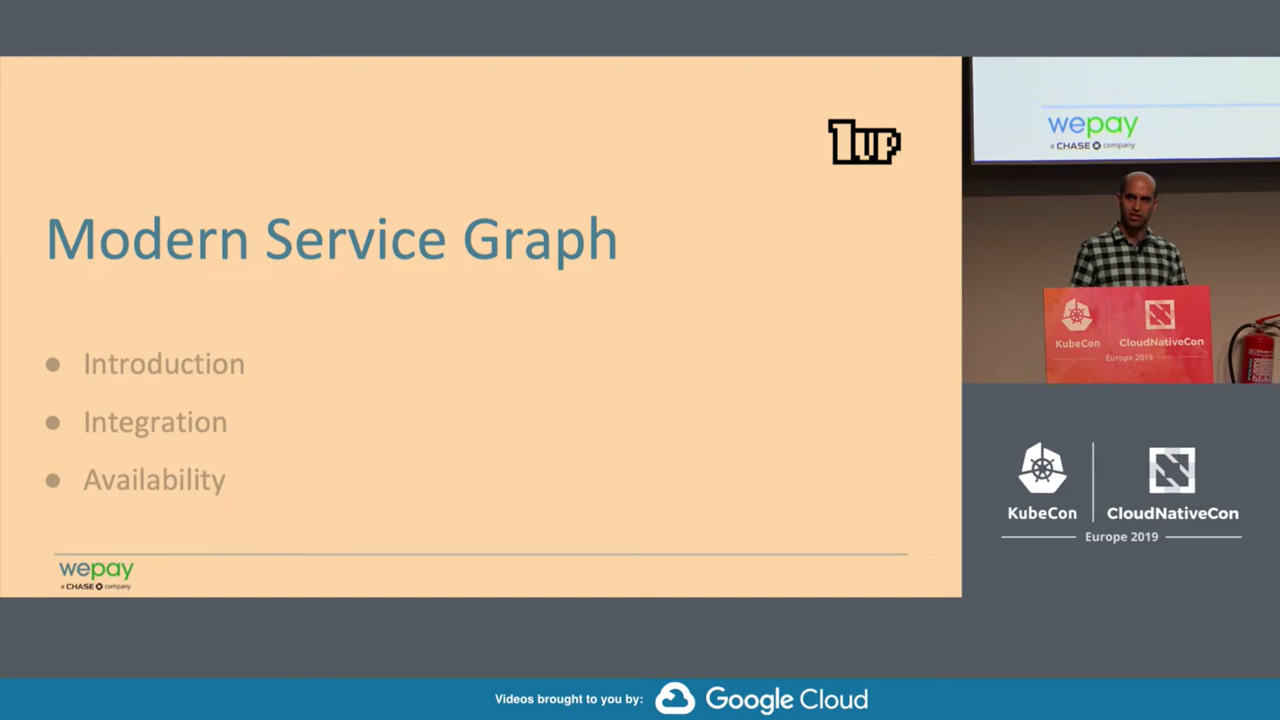 1UP
Modern Service Graph
● Introduction
● Integration
● Availability
wepay
a CHASE company
wepay
a CHASE company
KubeCon
CloudNativeCon
Europe 2019
KubeCon
CloudNativeCon
Europe 2019
Videos brought to you by: Google Cloud